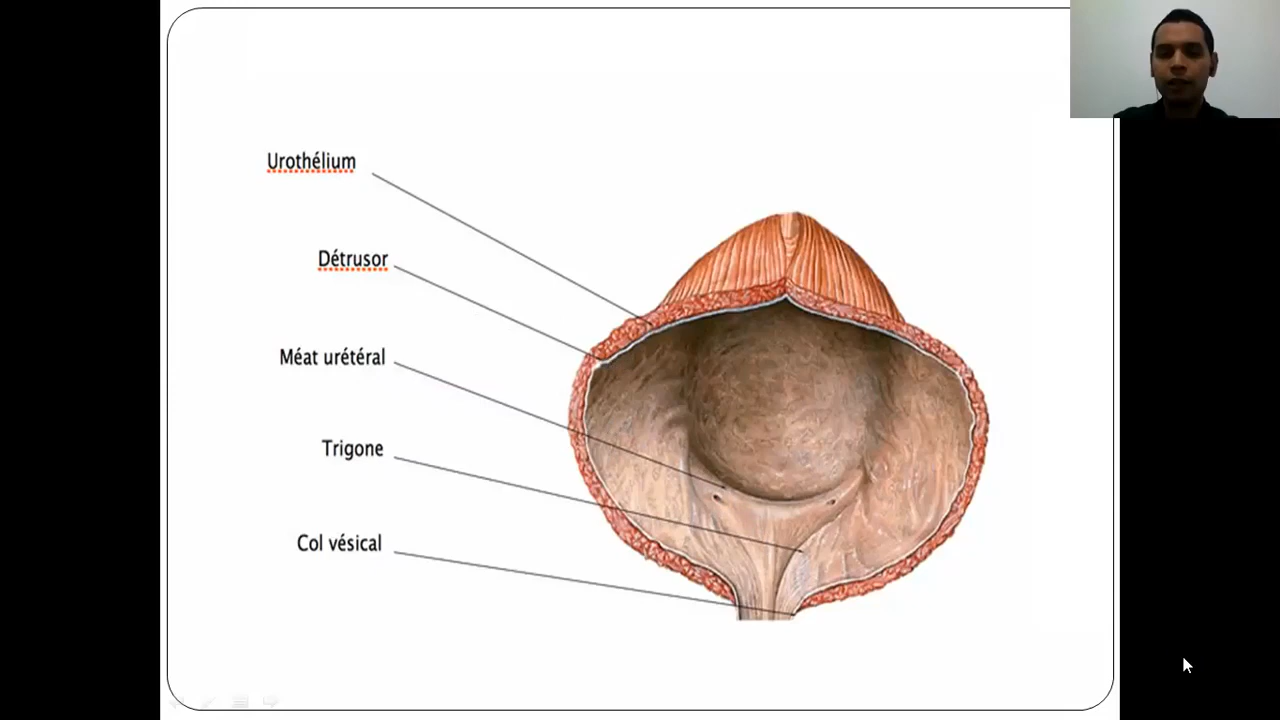 Urothélium
Détrusor
Méat urétéral
Trigone
Col vésical